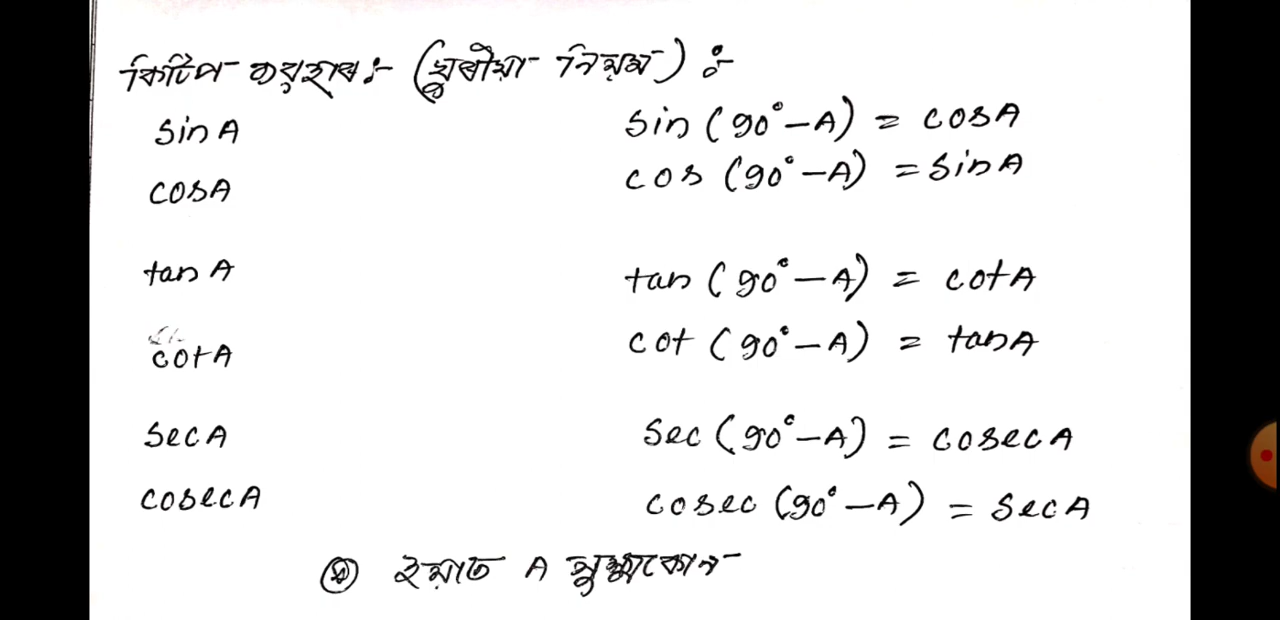 ব্যৱহাৰ :- ( নিয়ম ) :-
sin A sin (90° – A) = cos A
cos A cos (90° – A) = sin A
tan A tan (90° – A) = cot A
cot A cot (90° – A) = tan A
sec A sec (90° – A) = cosec A
cosec A cosec (90° – A) = sec A
ইয়াত A সূক্ষ্মকোণ